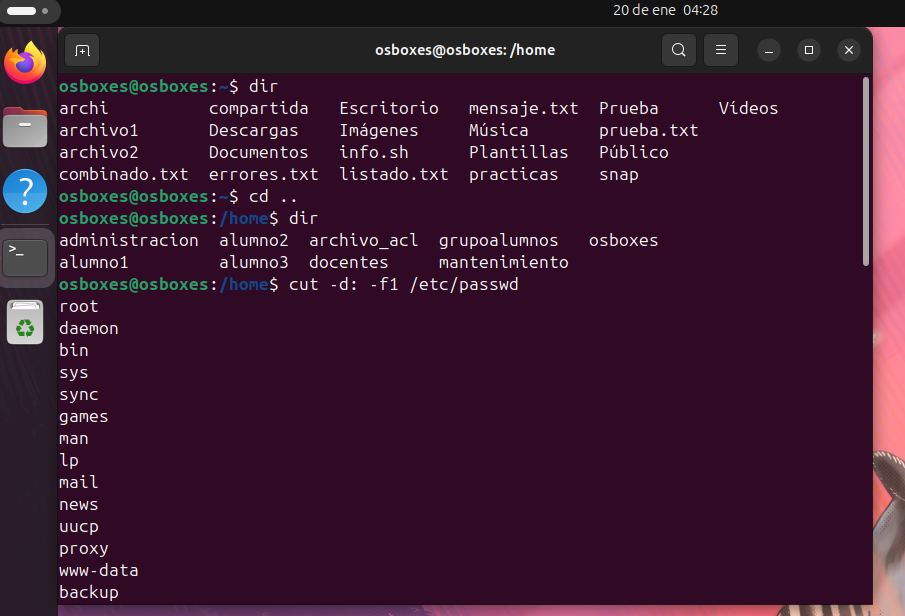 20 de ene 04:28
osboxes@osboxes: /home
osboxes@osboxes:~$ dir
archi compartida Escritorio mensaje.txt Prueba Vídeos
archivo1 Descargas Imágenes Música prueba.txt
archivo2 Documentos info.sh Plantillas Público
combinado.txt errores.txt listado.txt practicas snap
osboxes@osboxes:~$ cd ..
osboxes@osboxes:/home$ dir
administracion alumno2 archivo_acl grupoalumnos osboxes
alumno1 alumno3 docentes mantenimiento
osboxes@osboxes:/home$ cut -d: -f1 /etc/passwd
root
daemon
bin
sys
sync
games
man
lp
mail
news
uucp
proxy
www-data
backup